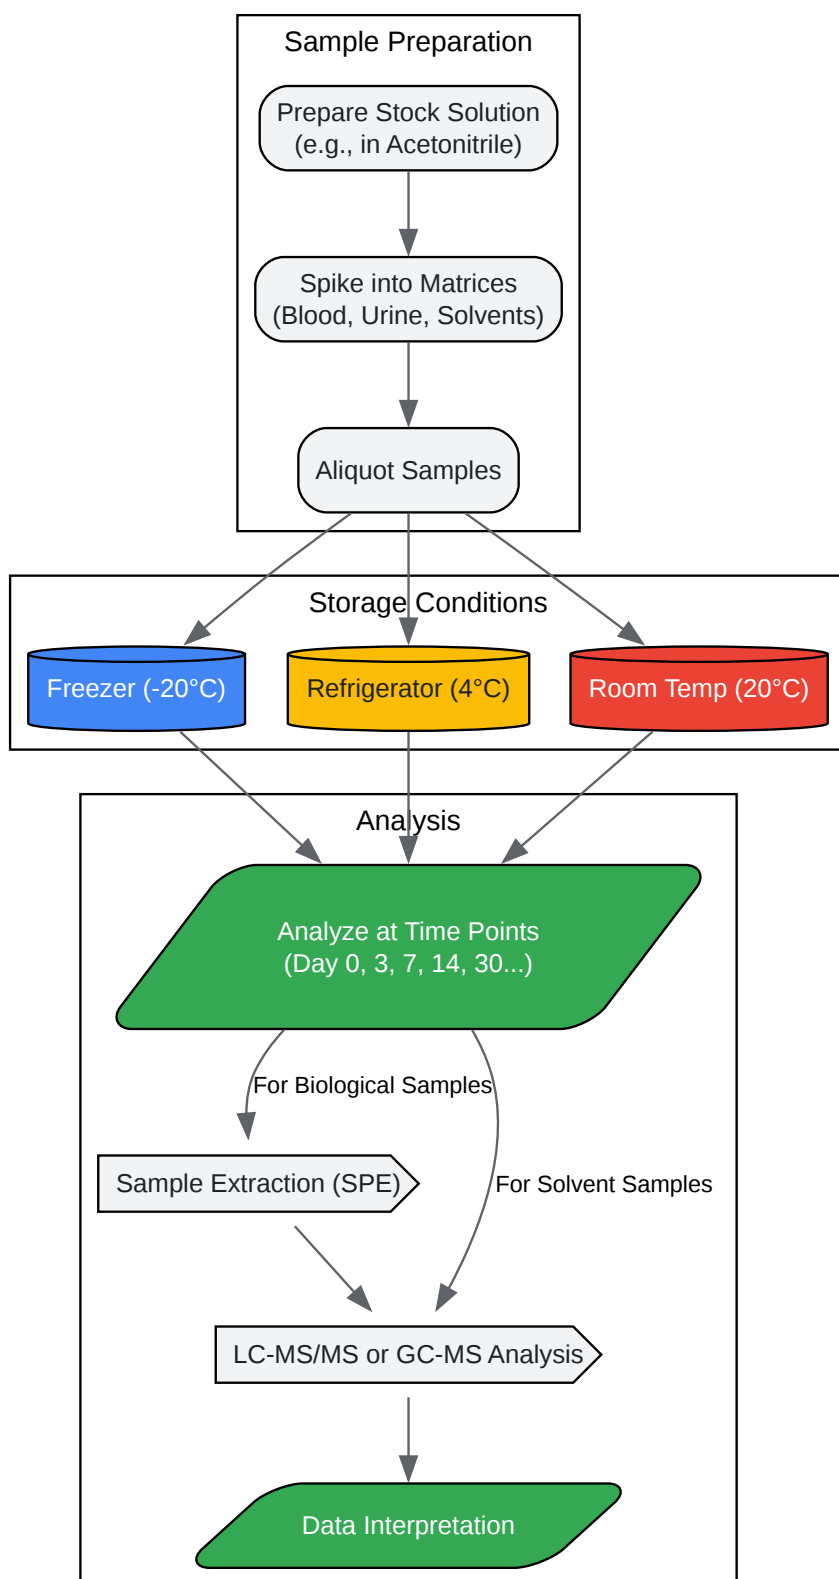 Sample Preparation
Prepare Stock Solution
(e.g., in Acetonitrile)
Spike into Matrices
(Blood, Urine, Solvents)
Aliquot Samples
Storage Conditions
Freezer (-20°C)
Refrigerator (4°C)
Room Temp (20°C)
Analysis
Analyze at Time Points
(Day 0, 3, 7, 14, 30...)
For Biological Samples
Sample Extraction (SPE)
For Solvent Samples
LC-MS/MS or GC-MS Analysis
Data Interpretation